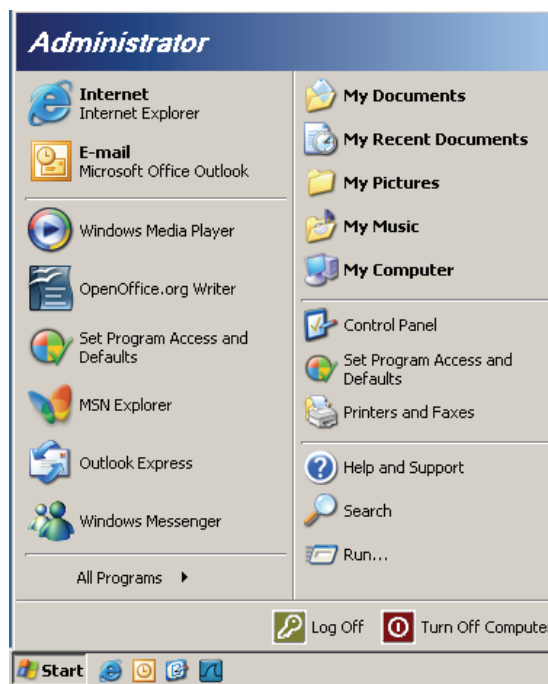 Administrator
Internet
Internet Explorer
E-mail
Microsoft Office Outlook
Windows Media Player
OpenOffice.org Writer
Set Program Access and
Defaults
MSN Explorer
Outlook Express
Windows Messenger
All Programs
My Documents
My Recent Documents
My Pictures
My Music
My Computer
Control Panel
Set Program Access and
Defaults
Printers and Faxes
Help and Support
Search
Run...
Log Off
Turn Off Computer
Start